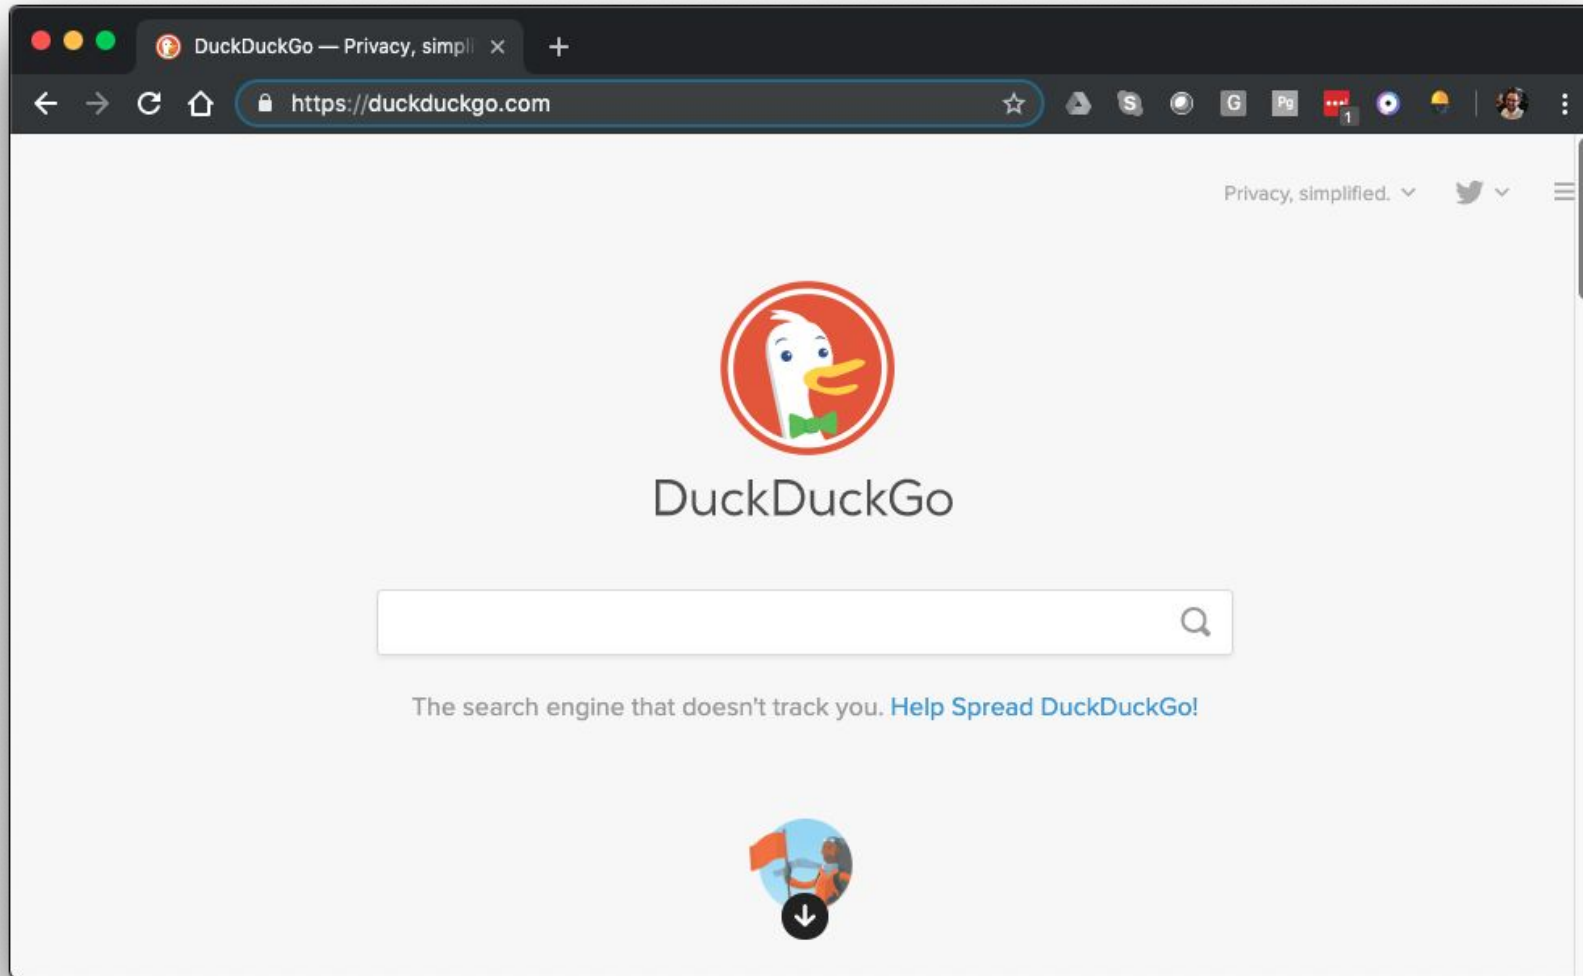 DuckDuckGo — Privacy, simpli
https://duckduckgo.com
S
G
Pg
1
Privacy, simplified.
DuckDuckGo
The search engine that doesn't track you. Help Spread DuckDuckGo!